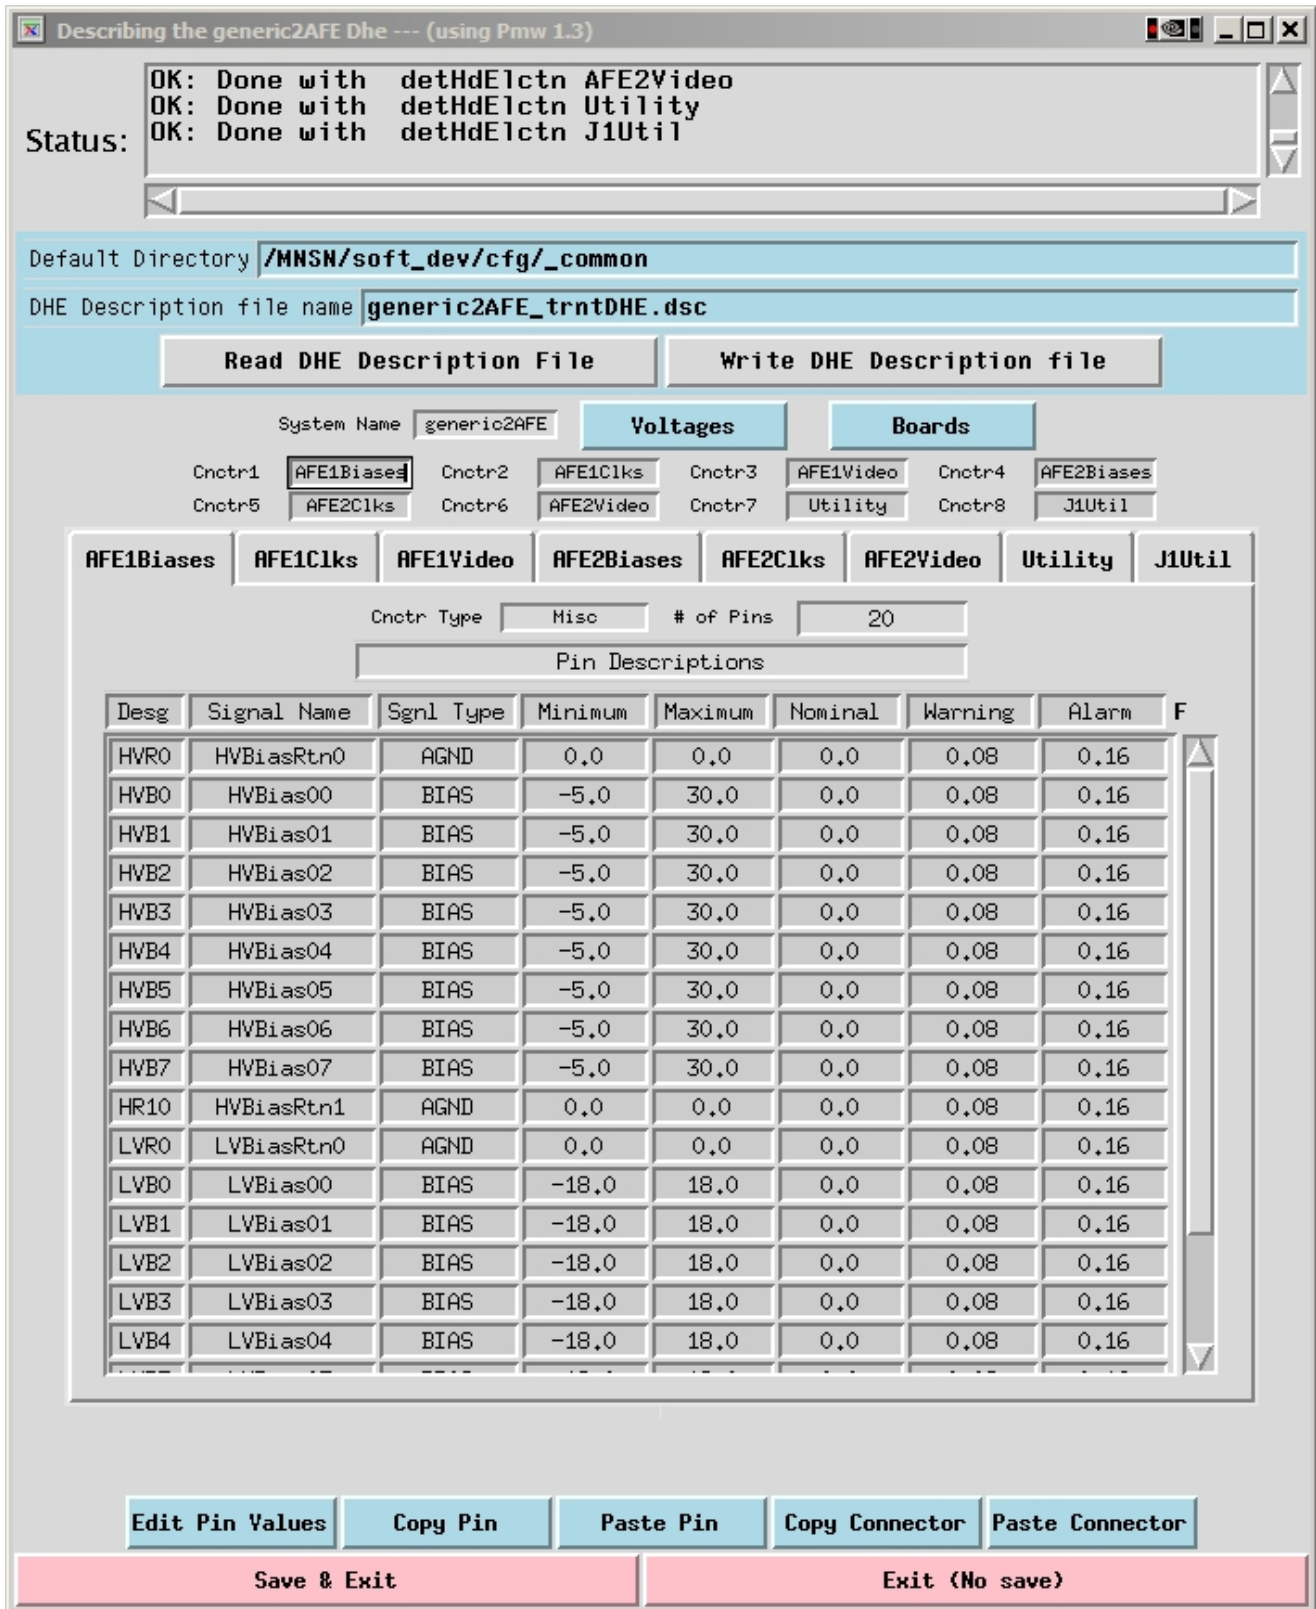 Describing the generic2AFE Dhe --- (using Pmw 1.3)
Status:
OK: Done with  detHdElctn AFE2Video
OK: Done with  detHdElctn Utility
OK: Done with  detHdElctn J1Util
Default Directory /MNSN/soft_dev/cfg/_common
DHE Description file name generic2AFE_trntDHE.dsc
Read DHE Description File Write DHE Description file
System Name generic2AFE Voltages Boards
Cnctr1 AFE1Biases Cnctr2 AFE1Clks Cnctr3 AFE1Video Cnctr4 AFE2Biases
Cnctr5 AFE2Clks Cnctr6 AFE2Video Cnctr7 Utility Cnctr8 J1Util
AFE1Biases AFE1Clks AFE1Video AFE2Biases AFE2Clks AFE2Video Utility J1Util
Cnctr Type Misc # of Pins 20
Pin Descriptions
Desg Signal Name Sgnl Type Minimum Maximum Nominal Warning Alarm F
HVR0 HVBiasRtn0 AGND 0.0 0.0 0.0 0.08 0.16
HVB0 HVBias00 BIAS -5.0 30.0 0.0 0.08 0.16
HVB1 HVBias01 BIAS -5.0 30.0 0.0 0.08 0.16
HVB2 HVBias02 BIAS -5.0 30.0 0.0 0.08 0.16
HVB3 HVBias03 BIAS -5.0 30.0 0.0 0.08 0.16
HVB4 HVBias04 BIAS -5.0 30.0 0.0 0.08 0.16
HVB5 HVBias05 BIAS -5.0 30.0 0.0 0.08 0.16
HVB6 HVBias06 BIAS -5.0 30.0 0.0 0.08 0.16
HVB7 HVBias07 BIAS -5.0 30.0 0.0 0.08 0.16
HR10 HVBiasRtn1 AGND 0.0 0.0 0.0 0.08 0.16
LVR0 LVBiasRtn0 AGND 0.0 0.0 0.0 0.08 0.16
LVB0 LVBias00 BIAS -18.0 18.0 0.0 0.08 0.16
LVB1 LVBias01 BIAS -18.0 18.0 0.0 0.08 0.16
LVB2 LVBias02 BIAS -18.0 18.0 0.0 0.08 0.16
LVB3 LVBias03 BIAS -18.0 18.0 0.0 0.08 0.16
LVB4 LVBias04 BIAS -18.0 18.0 0.0 0.08 0.16
Edit Pin Values Copy Pin Paste Pin Copy Connector Paste Connector
Save & Exit Exit (No save)